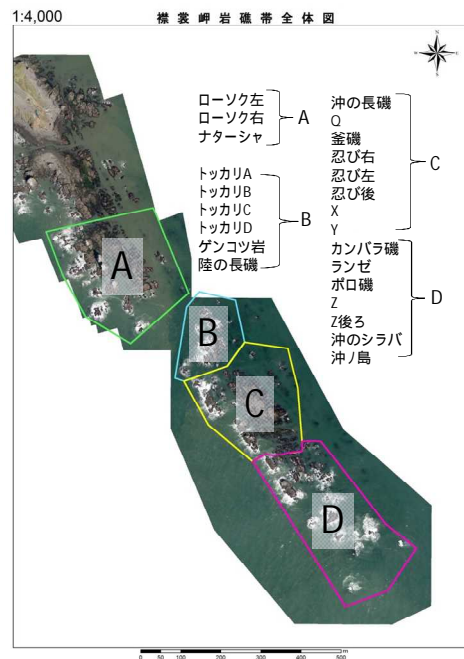 1:4,000
襟裳岬岩礁帯全体図
N
ローソク左
ローソク右
ナターシャ
A
トッカリA
トッカリB
トッカリC
トッカリD
ゲンコツ岩
陸の長磯
B
沖の長磯
Q
釜磯
忍び右
忍び左
忍び後
X
Y
C
カンバラ磯
ランゼ
ポロ磯
Z
Z後ろ
沖のシラバ
沖ノ島
D
A
B
C
D
0 50 100 200 300 400 500 m